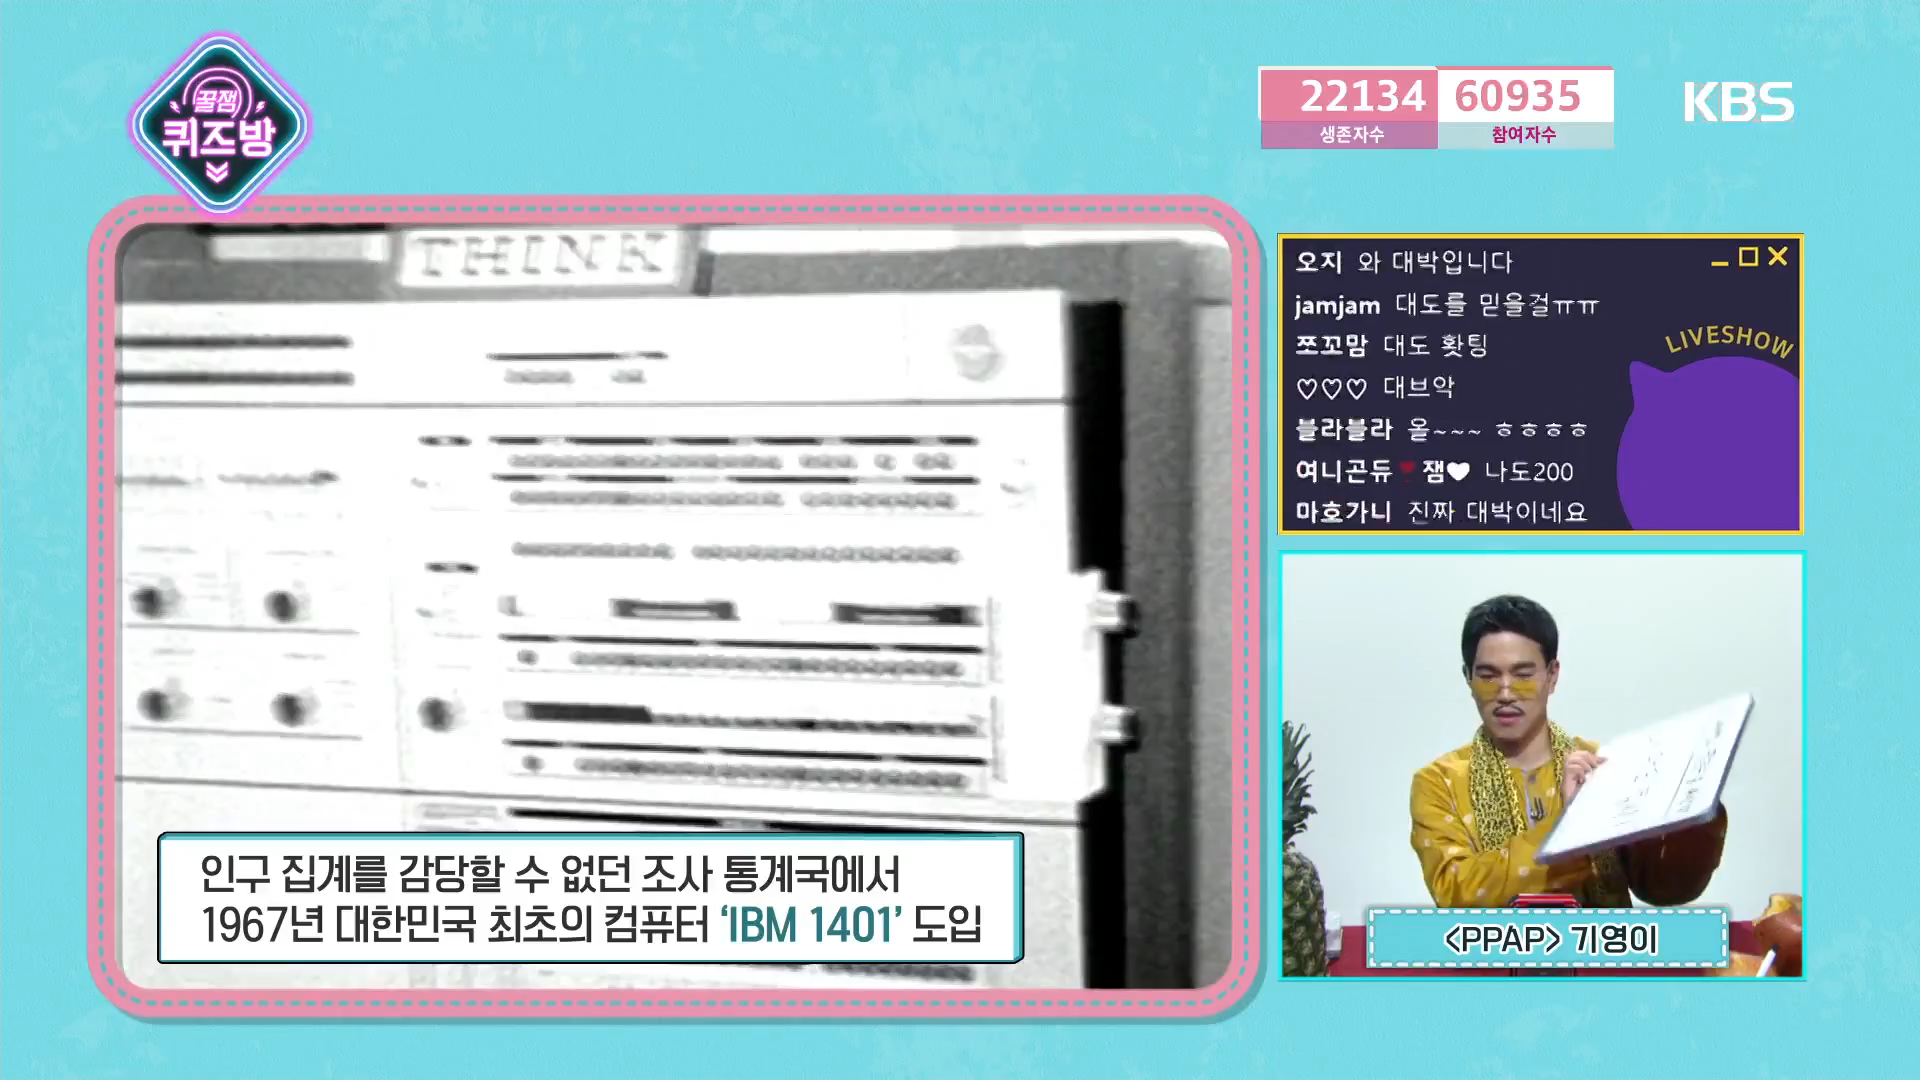 꿀잼
퀴즈방
22134
생존자수
60935
참여자수
KBS
THINK
오지 와 대박입니다
jamjam 대도를 믿을걸ㅠㅠ
쪼꼬맘 대도 홧팅
♡♡♡ 대브악
블라블라 올~~~ ㅎㅎㅎㅎ
여니곤듀♥잼♥ 나도200
마호가니 진짜 대박이네요
LIVESHOW
인구 집계를 감당할 수 없던 조사 통계국에서
1967년 대한민국 최초의 컴퓨터 ‘IBM 1401’ 도입
<PPAP> 기영이